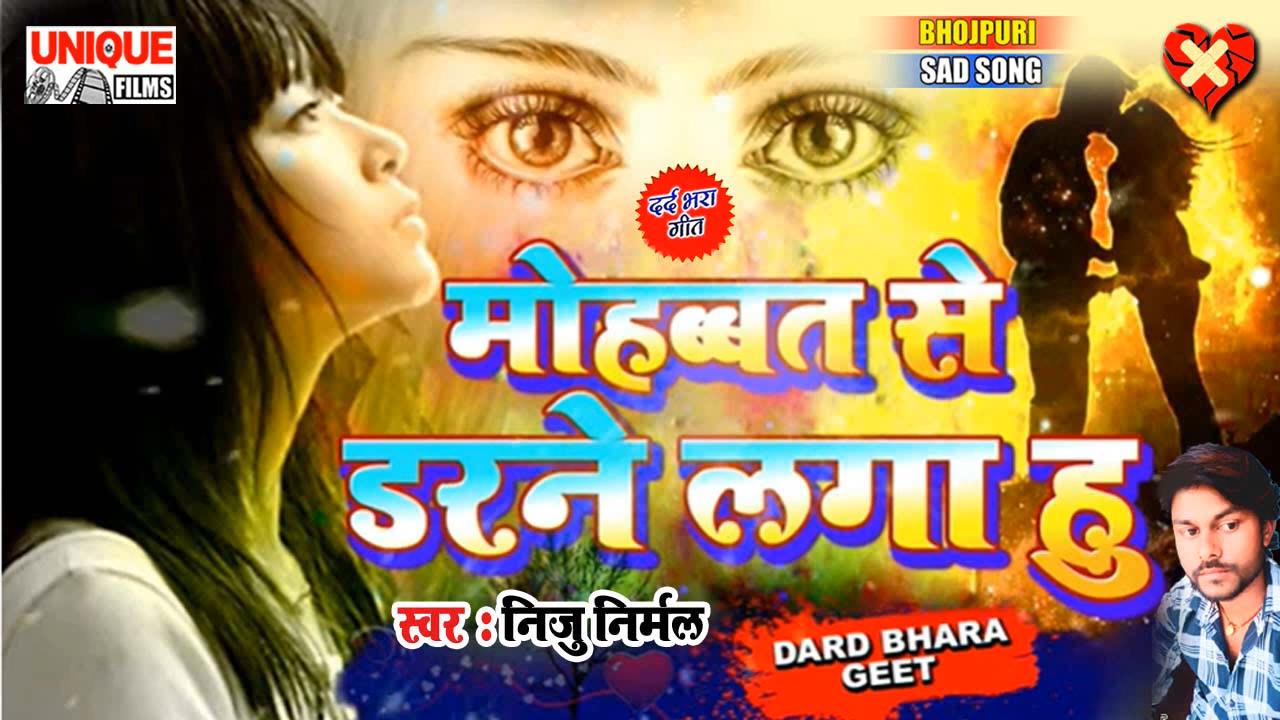 UNIQUE
FILMS
BHOJPURI
SAD SONG
दर्द भरा
गीत
मोहब्बत से
डरने लगा हु
स्वर : निजु निर्मल
DARD BHARA
GEET